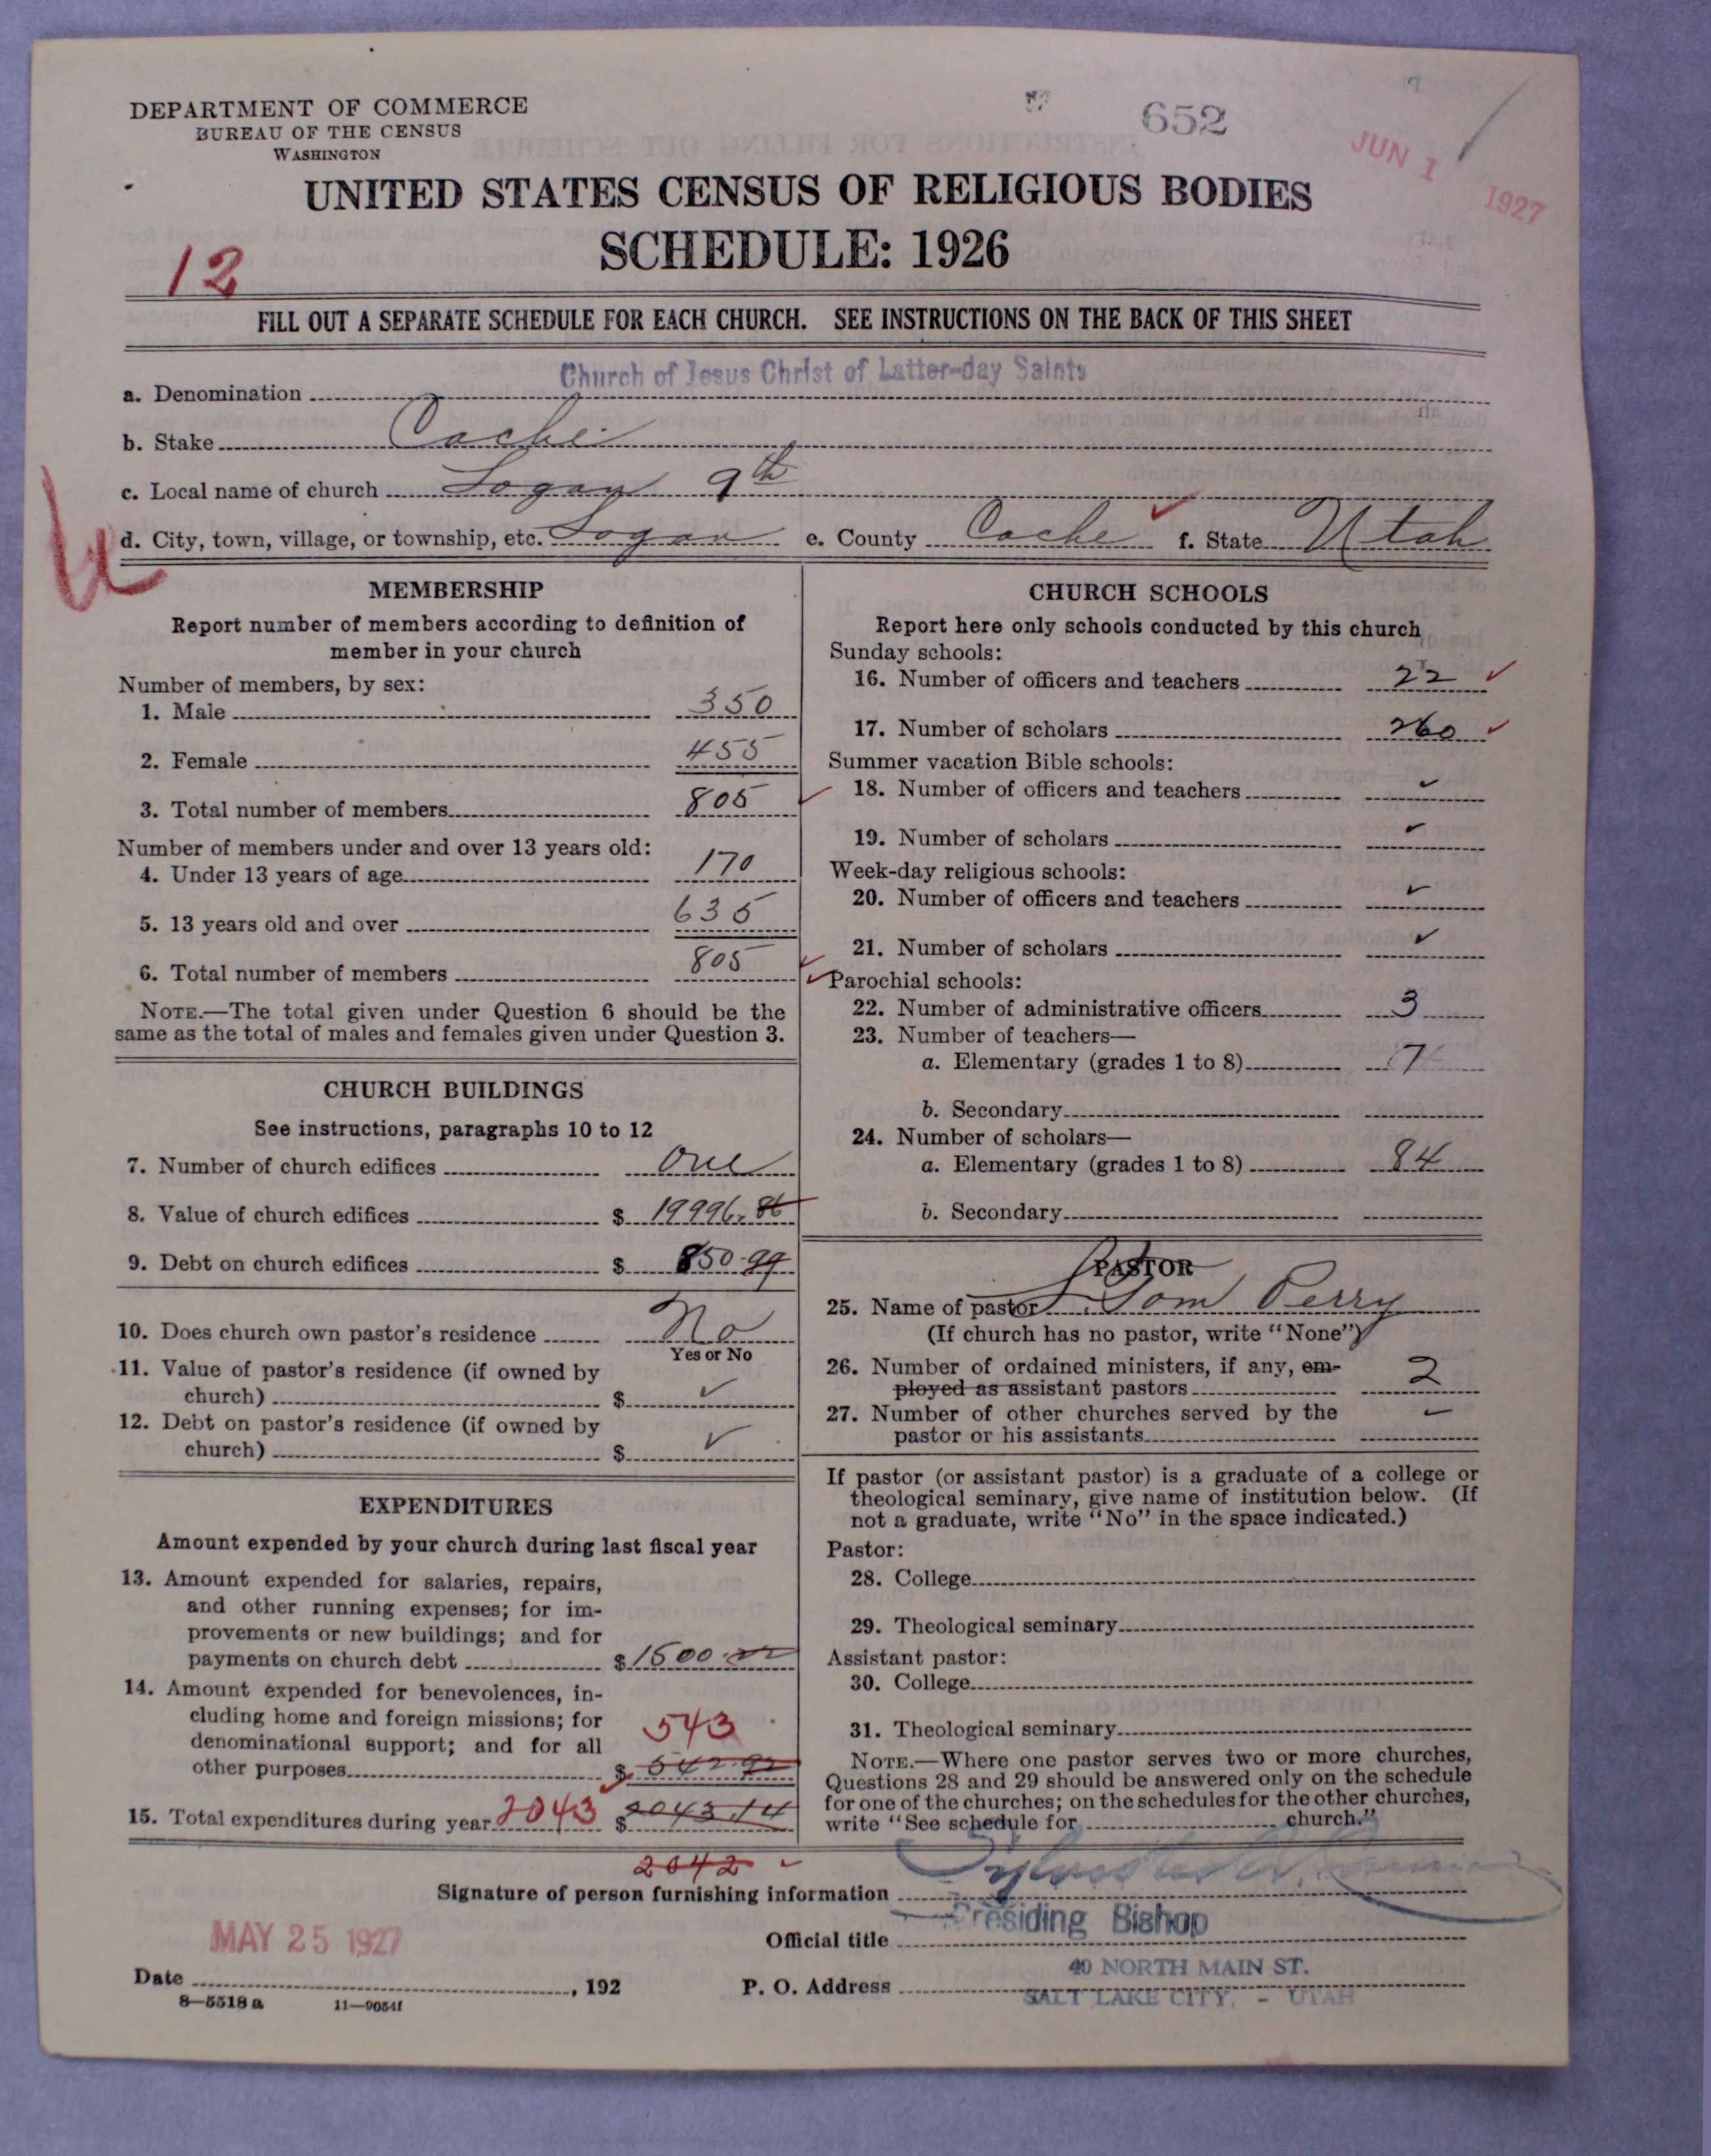 DEPARTMENT OF COMMERCE
BUREAU OF THE CENSUS
WASHINGTON
652
JUN 1 1927
UNITED STATES CENSUS OF RELIGIOUS BODIES
SCHEDULE: 1926
12
FILL OUT A SEPARATE SCHEDULE FOR EACH CHURCH. SEE INSTRUCTIONS ON THE BACK OF THIS SHEET
a. Denomination Church of Jesus Christ of Latter-day Saints
b. Stake Cache
c. Local name of church Logan 9th
d. City, town, village, or township, etc. Logan e. County Cache f. State Utah
MEMBERSHIP
Report number of members according to definition of
member in your church
Number of members, by sex:
1. Male 350
2. Female 455
3. Total number of members 805
Number of members under and over 13 years old:
4. Under 13 years of age 170
5. 13 years old and over 635
6. Total number of members 805
NOTE.—The total given under Question 6 should be the
same as the total of males and females given under Question 3.
CHURCH BUILDINGS
See instructions, paragraphs 10 to 12
7. Number of church edifices One
8. Value of church edifices $ 19996.86
9. Debt on church edifices $ 850.99
10. Does church own pastor's residence No
Yes or No
11. Value of pastor's residence (if owned by
church) $ ✓
12. Debt on pastor's residence (if owned by
church) $ ✓
EXPENDITURES
Amount expended by your church during last fiscal year
13. Amount expended for salaries, repairs,
and other running expenses; for im-
provements or new buildings; and for
payments on church debt $ 1500.
14. Amount expended for benevolences, in-
cluding home and foreign missions; for
denominational support; and for all
543
other purposes $ 542.92
15. Total expenditures during year 2043 $ 2043.14
2042
CHURCH SCHOOLS
Report here only schools conducted by this church
Sunday schools:
16. Number of officers and teachers 22
17. Number of scholars 260
Summer vacation Bible schools:
18. Number of officers and teachers ✓
19. Number of scholars ✓
Week-day religious schools:
20. Number of officers and teachers ✓
21. Number of scholars ✓
Parochial schools:
22. Number of administrative officers 3
23. Number of teachers—
a. Elementary (grades 1 to 8) 7
b. Secondary
24. Number of scholars—
a. Elementary (grades 1 to 8) 84
b. Secondary
PASTOR
25. Name of pastor L. Tom Perry
(If church has no pastor, write "None")
26. Number of ordained ministers, if any, em-
ployed as assistant pastors 2
27. Number of other churches served by the
pastor or his assistants
If pastor (or assistant pastor) is a graduate of a college or
theological seminary, give name of institution below. (If
not a graduate, write "No" in the space indicated.)
Pastor:
28. College
29. Theological seminary
Assistant pastor:
30. College
31. Theological seminary
NOTE.—Where one pastor serves two or more churches,
Questions 28 and 29 should be answered only on the schedule
for one of the churches; on the schedules for the other churches,
write "See schedule for church."
Signature of person furnishing information
Official title Presiding Bishop
MAY 25 1927
Date , 192
P. O. Address 40 NORTH MAIN ST.
SALT LAKE CITY, - UTAH
8—5518 a 11—9054f